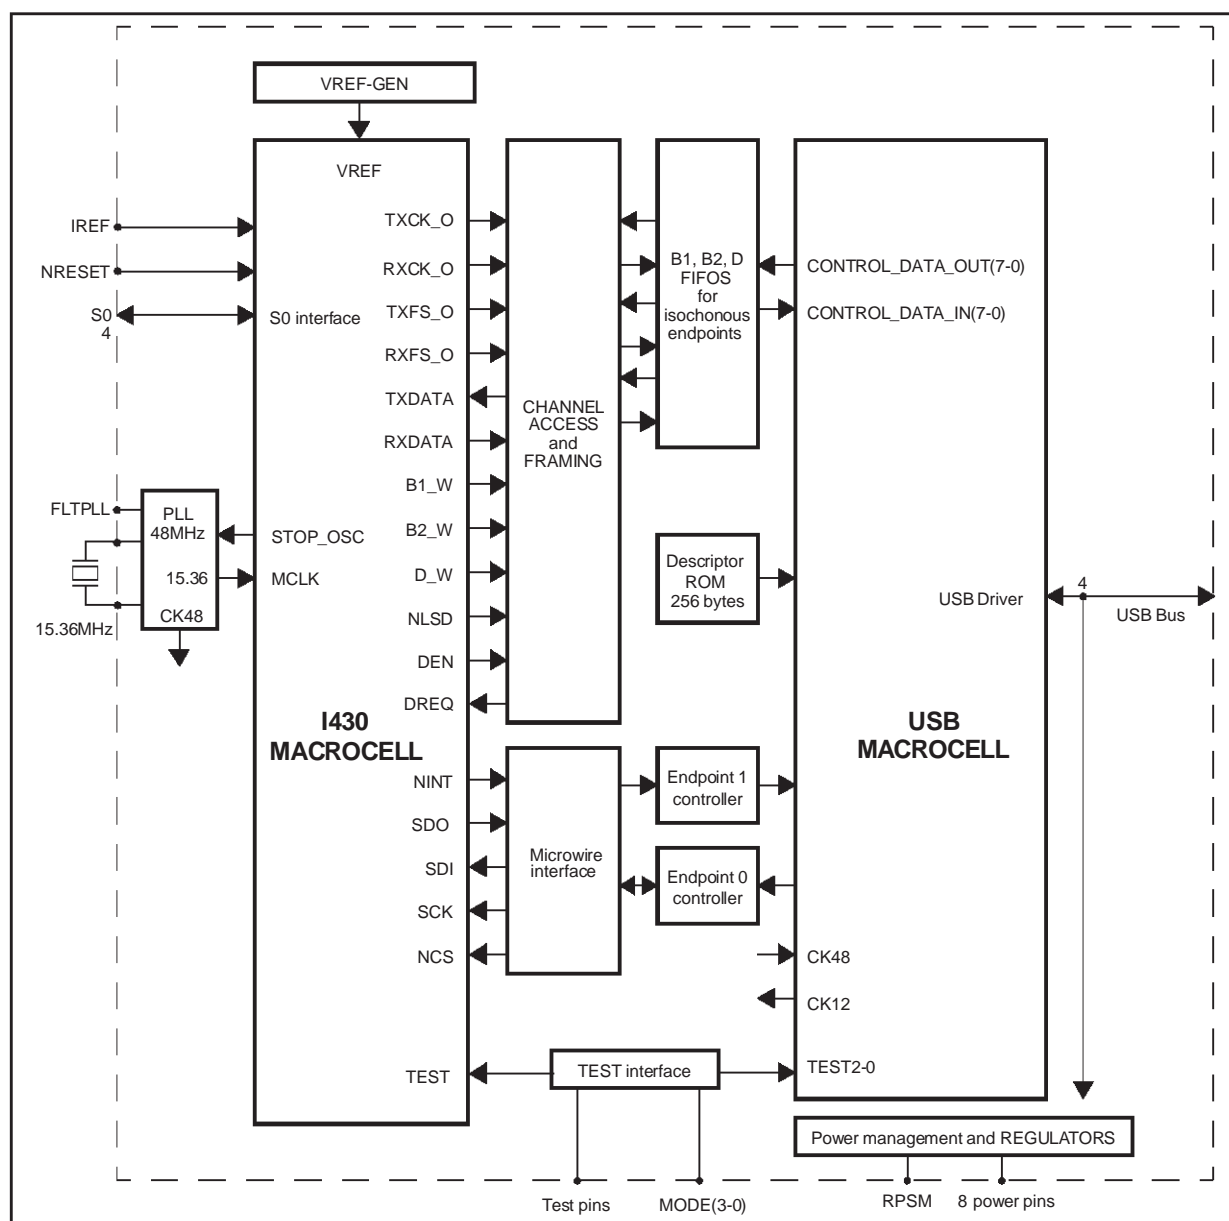 VREF-GEN
VREF
IREF
NRESET
S0
4
S0 interface
TXCK_O
RXCK_O
TXFS_O
RXFS_O
TXDATA
RXDATA
B1_W
B2_W
D_W
NLSD
DEN
DREQ
FLTPLL
PLL
48MHz
15.36
CK48
15.36MHz
STOP_OSC
MCLK
I430
MACROCELL
NINT
SDO
SDI
SCK
NCS
TEST
CHANNEL
ACCESS
and
FRAMING
B1, B2, D
FIFOS
for
isochonous
endpoints
Descriptor
ROM
256 bytes
Microwire
interface
Endpoint 1
controller
Endpoint 0
controller
CONTROL_DATA_OUT(7-0)
CONTROL_DATA_IN(7-0)
USB Driver
4
USB Bus
USB
MACROCELL
CK48
CK12
TEST2-0
TEST interface
Power management and REGULATORS
Test pins
MODE(3-0)
RPSM
8 power pins